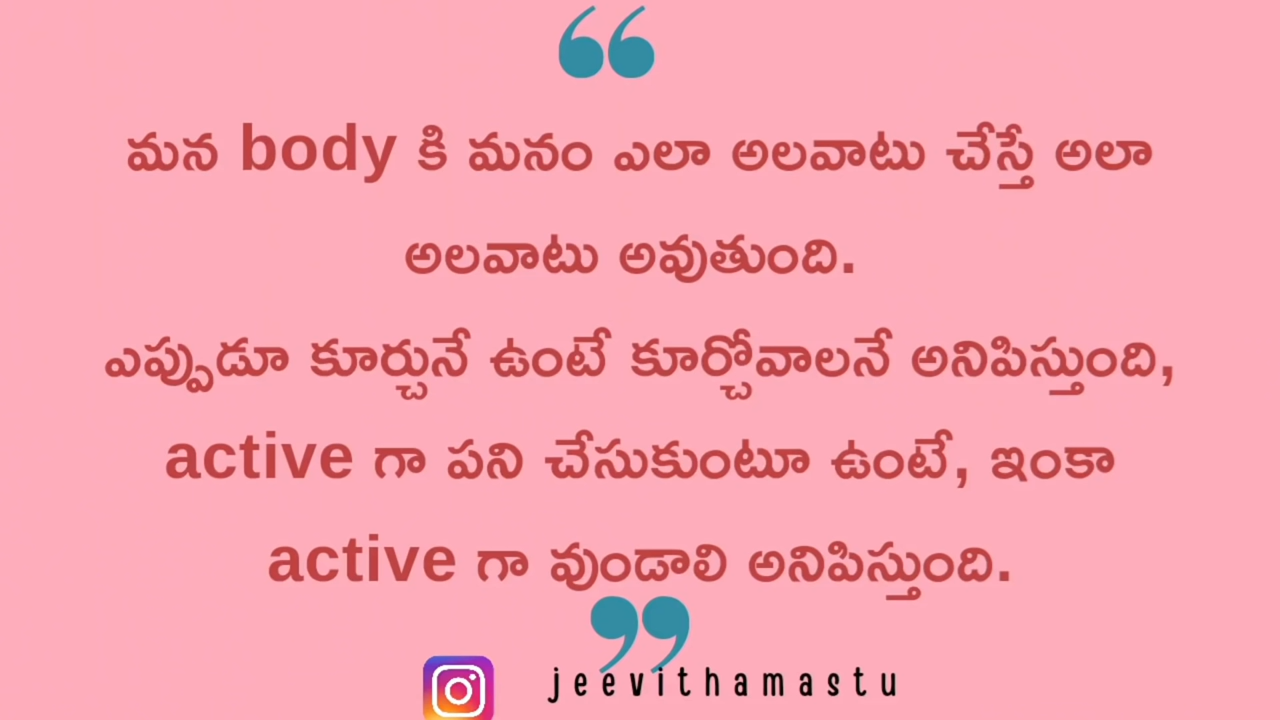 “
మన body కి మనం ఎలా అలవాటు చేస్తే అలా
అలవాటు అవుతుంది.
ఎప్పుడూ కూర్చునే ఉంటే కూర్చోవాలనే అనిపిస్తుంది,
active గా పని చేసుకుంటూ ఉంటే, ఇంకా
active గా వుండాలి అనిపిస్తుంది.
”
jeevithamastu